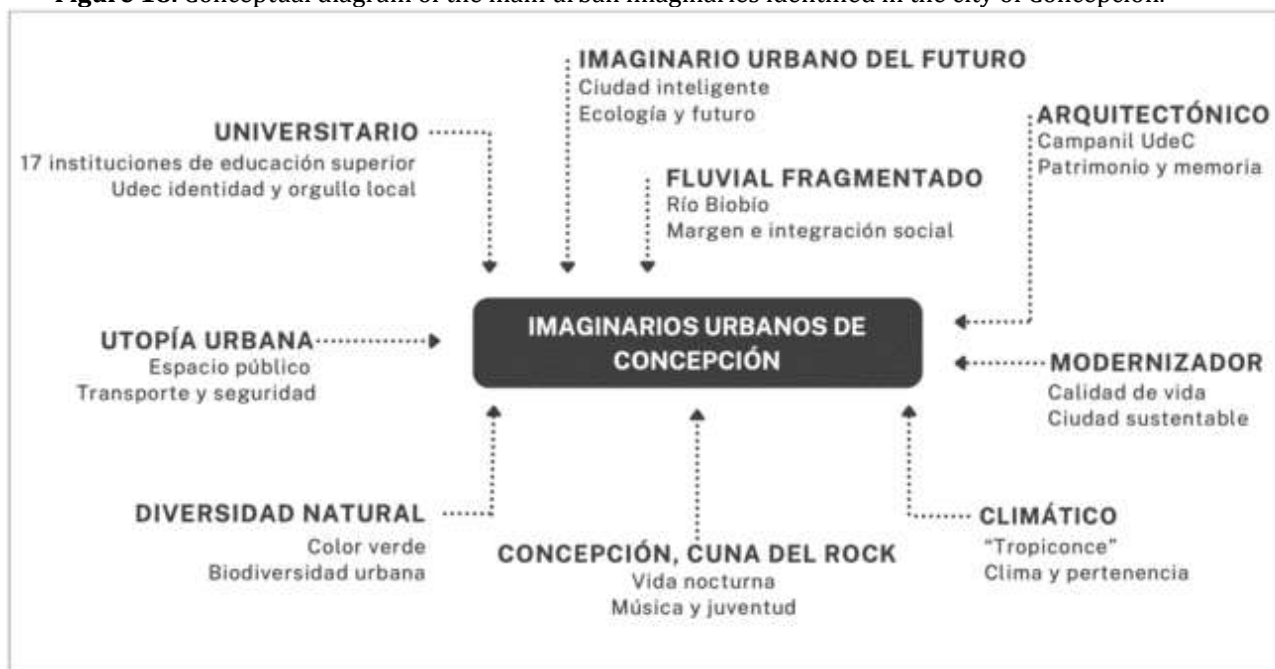 Figure 18. Conceptual diagram of the main urban imaginaries identified in the city of Concepción.
IMAGINARIO URBANO DEL FUTURO
Ciudad inteligente
Ecología y futuro
UNIVERSITARIO
17 instituciones de educación superior
Udec identidad y orgullo local
ARQUITECTÓNICO
Campanil UdeC
Patrimonio y memoria
FLUVIAL FRAGMENTADO
Río Biobío
Margen e integración social
IMAGINARIOS URBANOS DE
CONCEPCIÓN
UTOPÍA URBANA
Espacio público
Transporte y seguridad
MODERNIZADOR
Calidad de vida
Ciudad sustentable
DIVERSIDAD NATURAL
Color verde
Biodiversidad urbana
CONCEPCIÓN, CUNA DEL ROCK
Vida nocturna
Música y juventud
CLIMÁTICO
“Tropiconce”
Clima y pertenencia